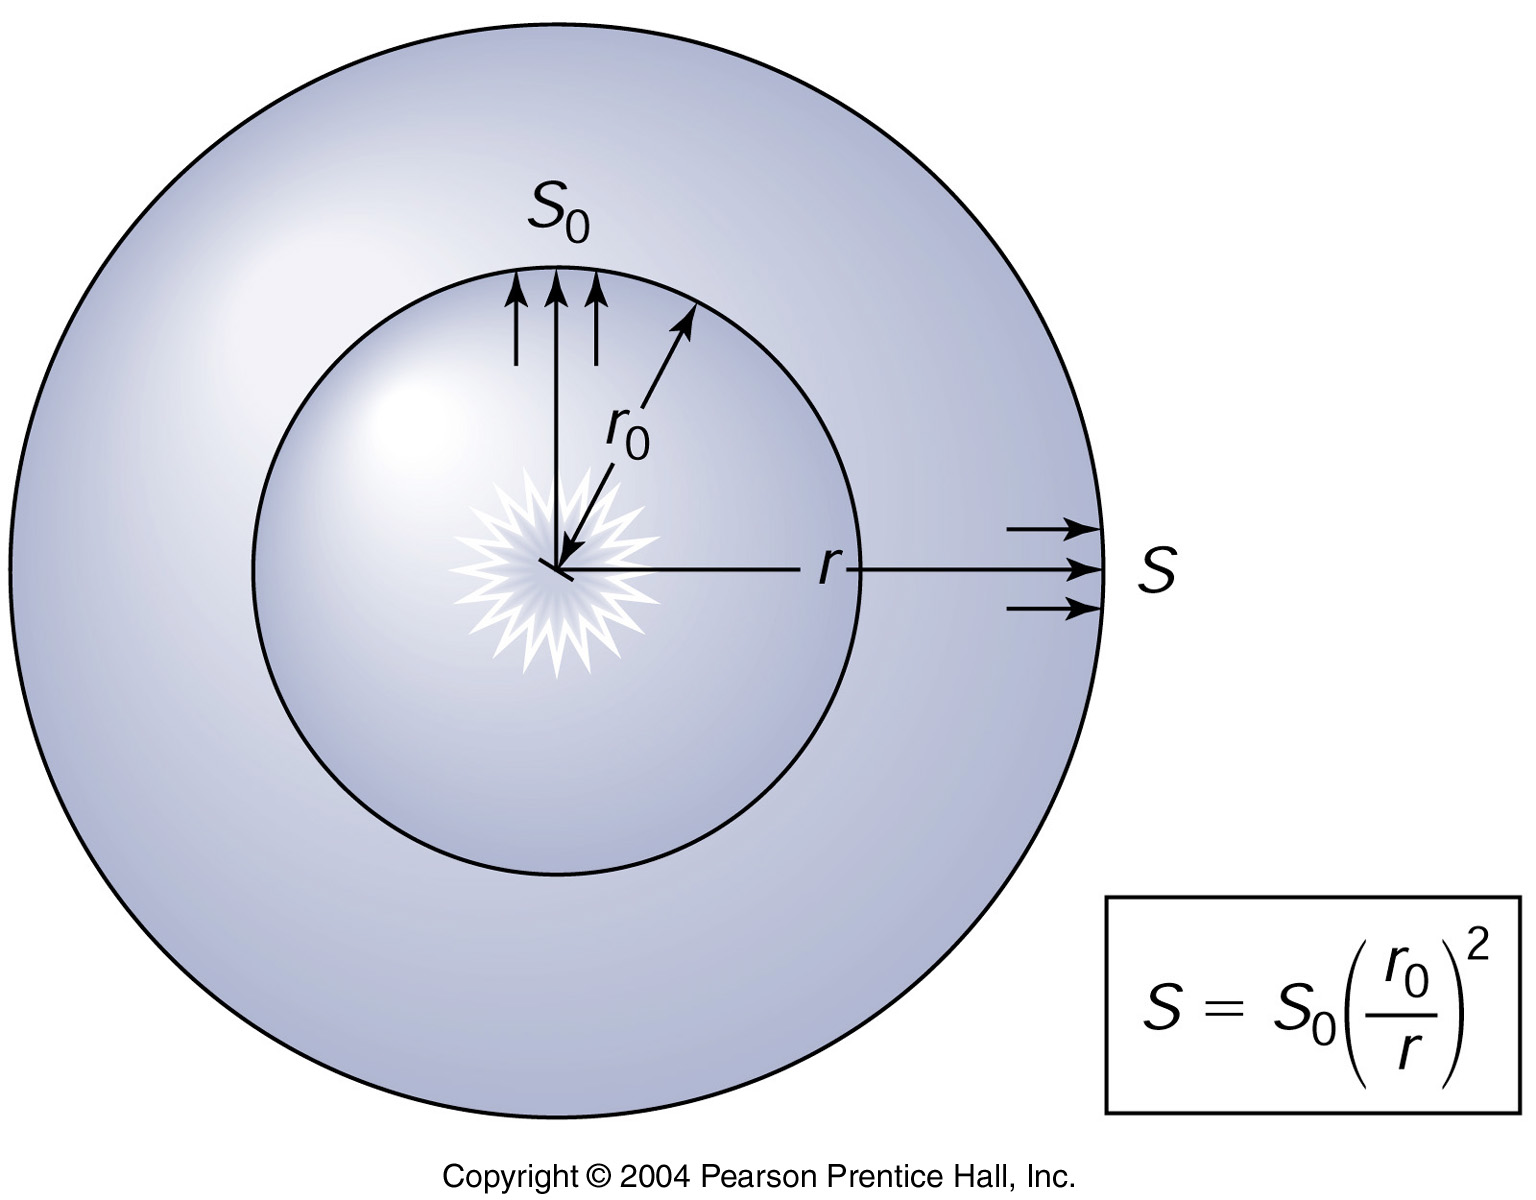 S₀
r₀
r
S
S = S₀(r₀/r)²
Copyright © 2004 Pearson Prentice Hall, Inc.